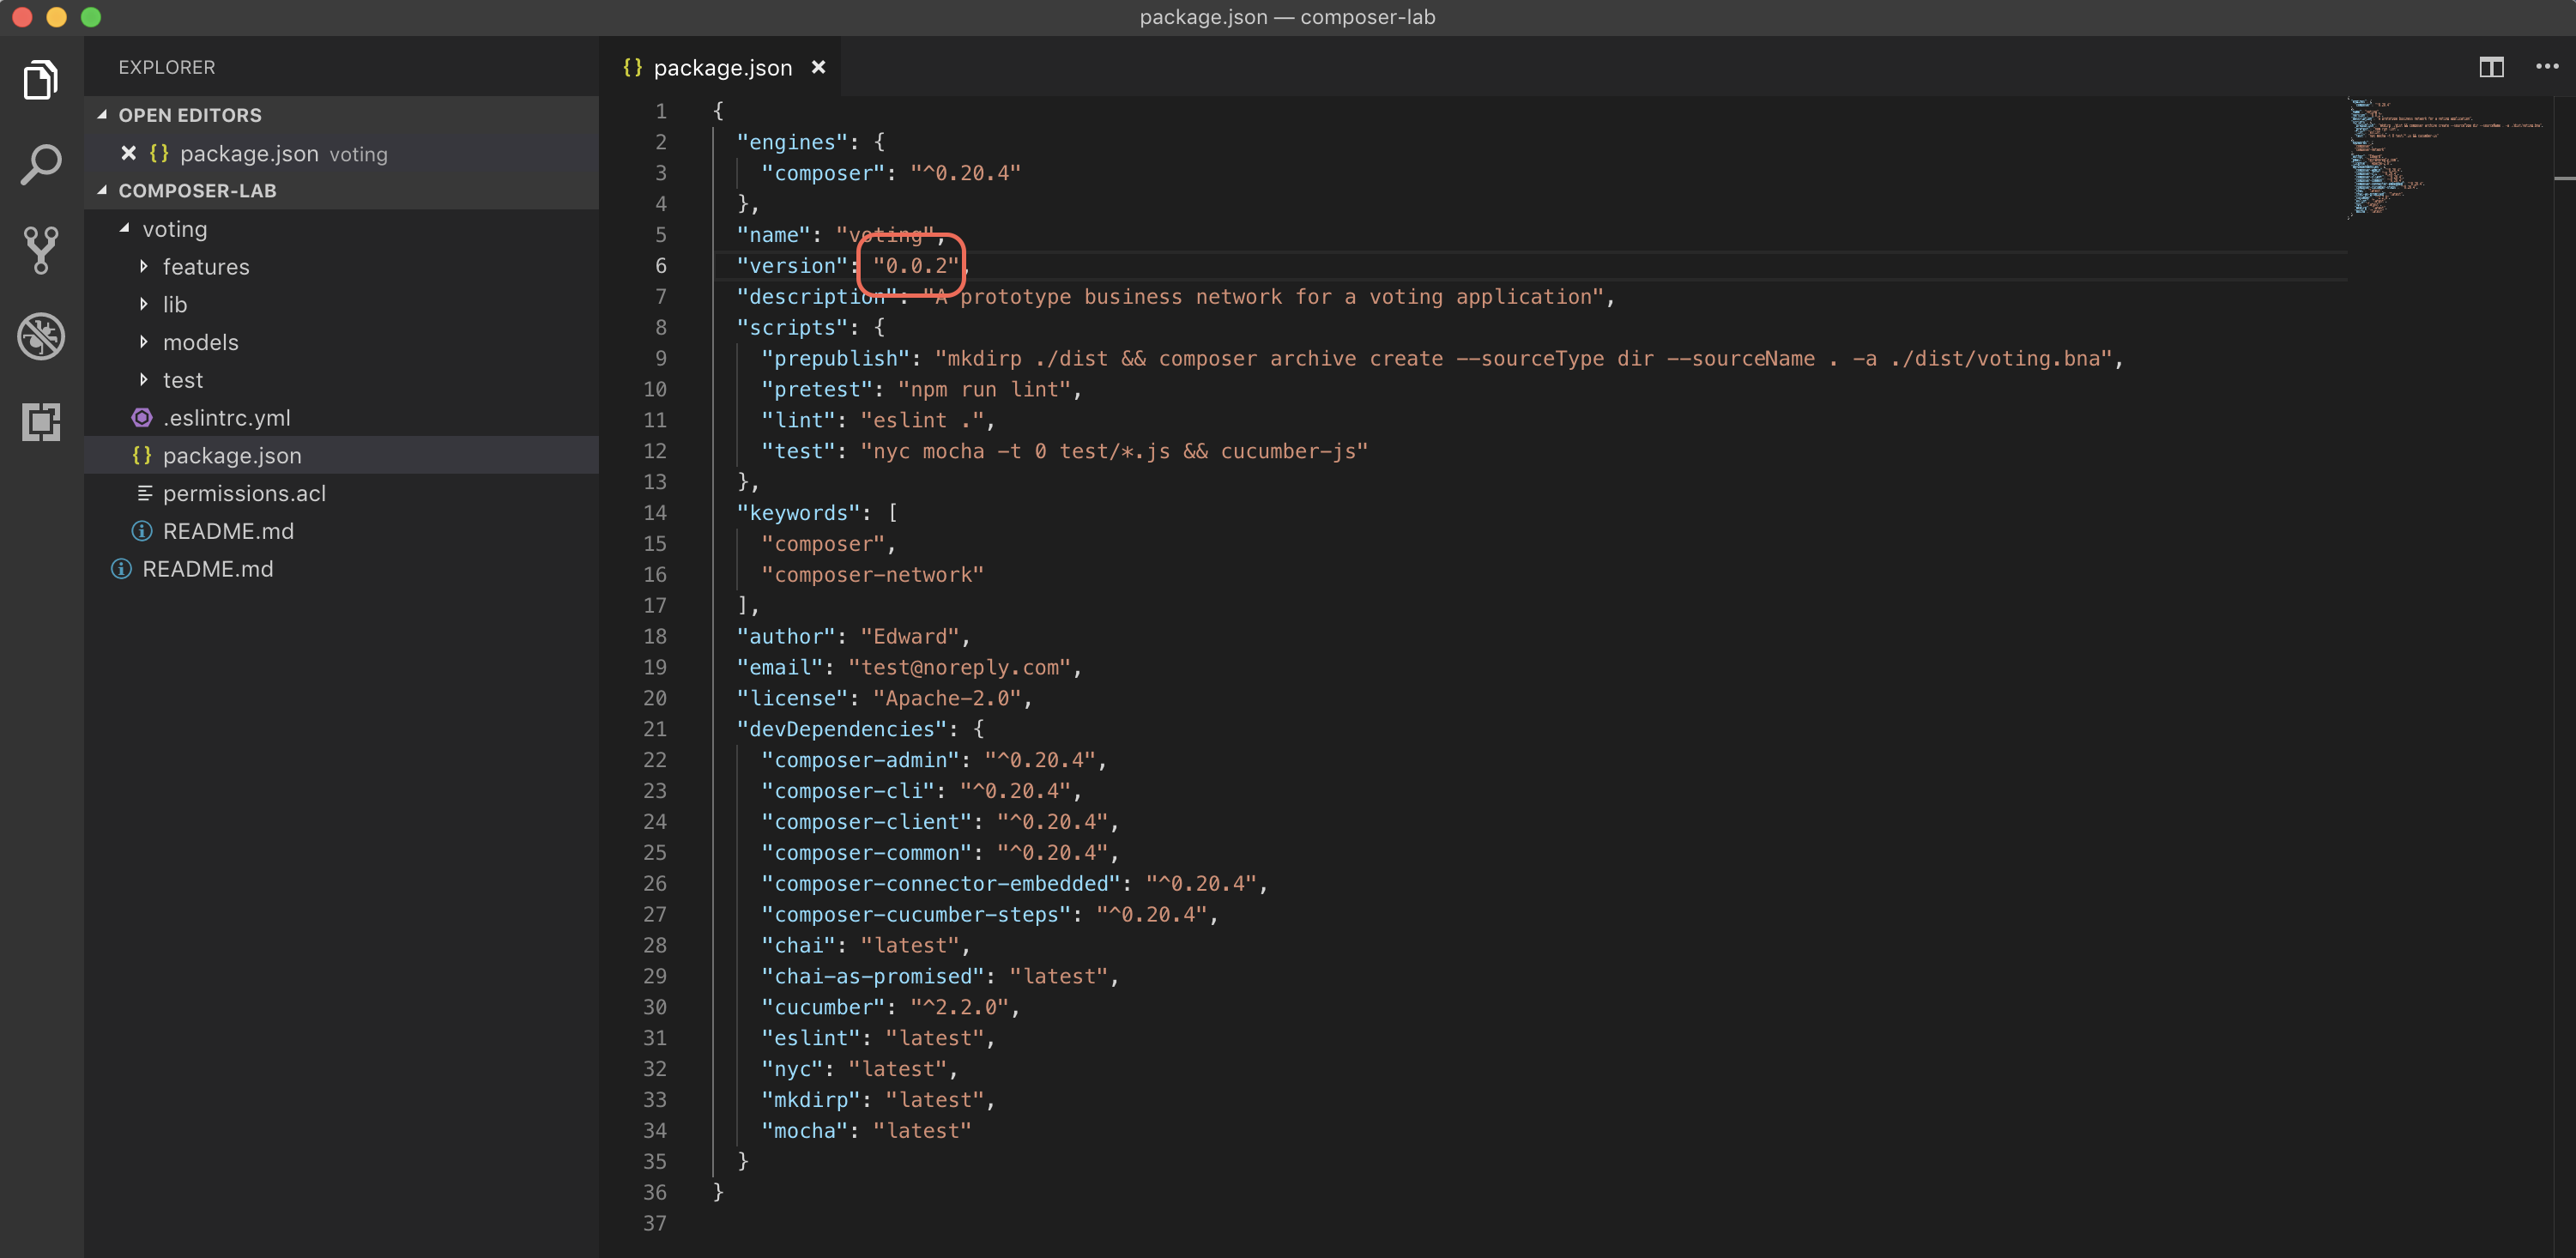 package.json — composer-lab
EXPLORER
OPEN EDITORS
package.json voting
COMPOSER-LAB
voting
features
lib
models
test
.eslintrc.yml
package.json
permissions.acl
README.md
README.md
package.json
1 {
2 "engines": {
3 "composer": "^0.20.4"
4 },
5 "name": "voting",
6 "version": "0.0.2",
7 "description": "A prototype business network for a voting application",
8 "scripts": {
9 "prepublish": "mkdirp ./dist && composer archive create --sourceType dir --sourceName . -a ./dist/voting.bna",
10 "pretest": "npm run lint",
11 "lint": "eslint .",
12 "test": "nyc mocha -t 0 test/*.js && cucumber-js"
13 },
14 "keywords": [
15 "composer",
16 "composer-network"
17 ],
18 "author": "Edward",
19 "email": "test@noreply.com",
20 "license": "Apache-2.0",
21 "devDependencies": {
22 "composer-admin": "^0.20.4",
23 "composer-cli": "^0.20.4",
24 "composer-client": "^0.20.4",
25 "composer-common": "^0.20.4",
26 "composer-connector-embedded": "^0.20.4",
27 "composer-cucumber-steps": "^0.20.4",
28 "chai": "latest",
29 "chai-as-promised": "latest",
30 "cucumber": "^2.2.0",
31 "eslint": "latest",
32 "nyc": "latest",
33 "mkdirp": "latest",
34 "mocha": "latest"
35 }
36 }
37